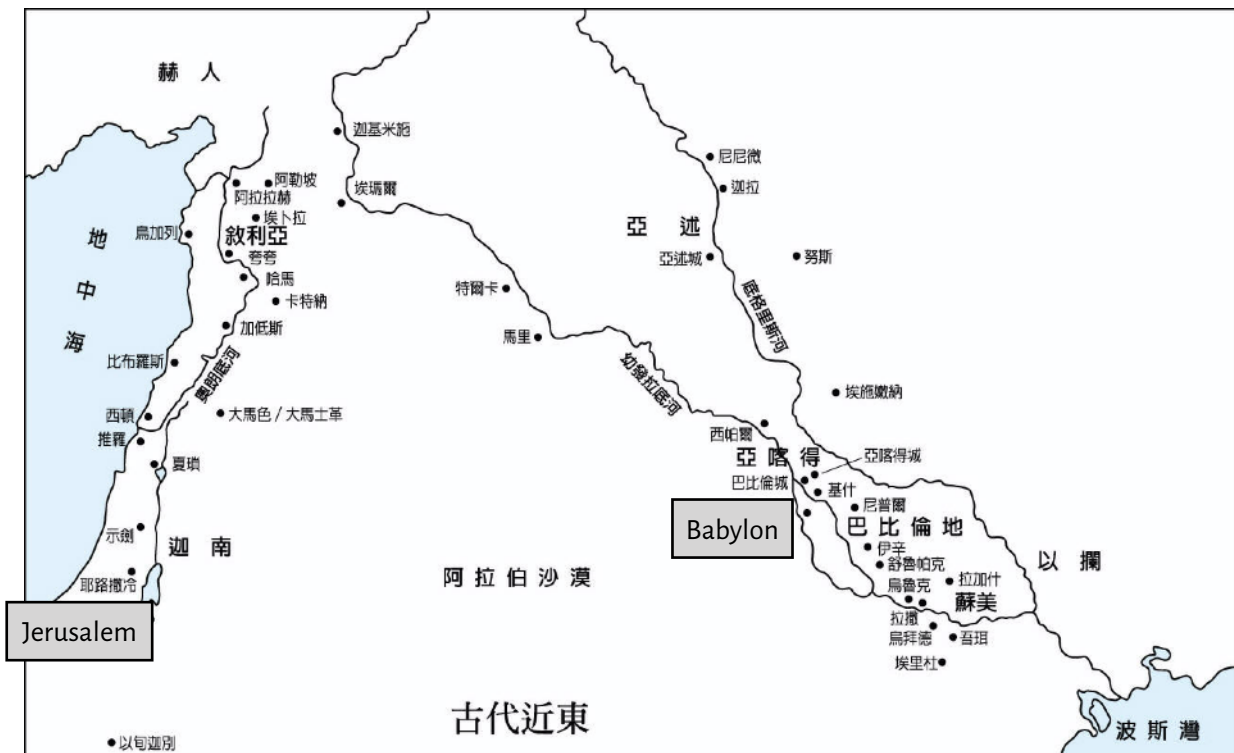 赫人
迦基米施
尼尼微
迦拉
阿勒坡
阿拉拉赫
埃瑪爾
埃卜拉
亞述
烏加列
敘利亞
夸夸
亞述城
努斯
地中海
哈馬
卡特納
特爾卡
底格里斯河
加低斯
馬里
比布羅斯
奧朗底河
幼發拉底河
埃施嫩納
西頓
大馬色 / 大馬士革
西帕爾
推羅
夏瑣
亞喀得
亞喀得城
巴比倫城
基什
尼普爾
Babylon
巴比倫地
示劍
迦南
伊辛
以攔
耶路撒冷
阿拉伯沙漠
舒魯帕克
拉加什
烏魯克
蘇美
Jerusalem
拉撒
烏拜德
吾珥
埃里杜
古代近東
波斯灣
以旬迦別